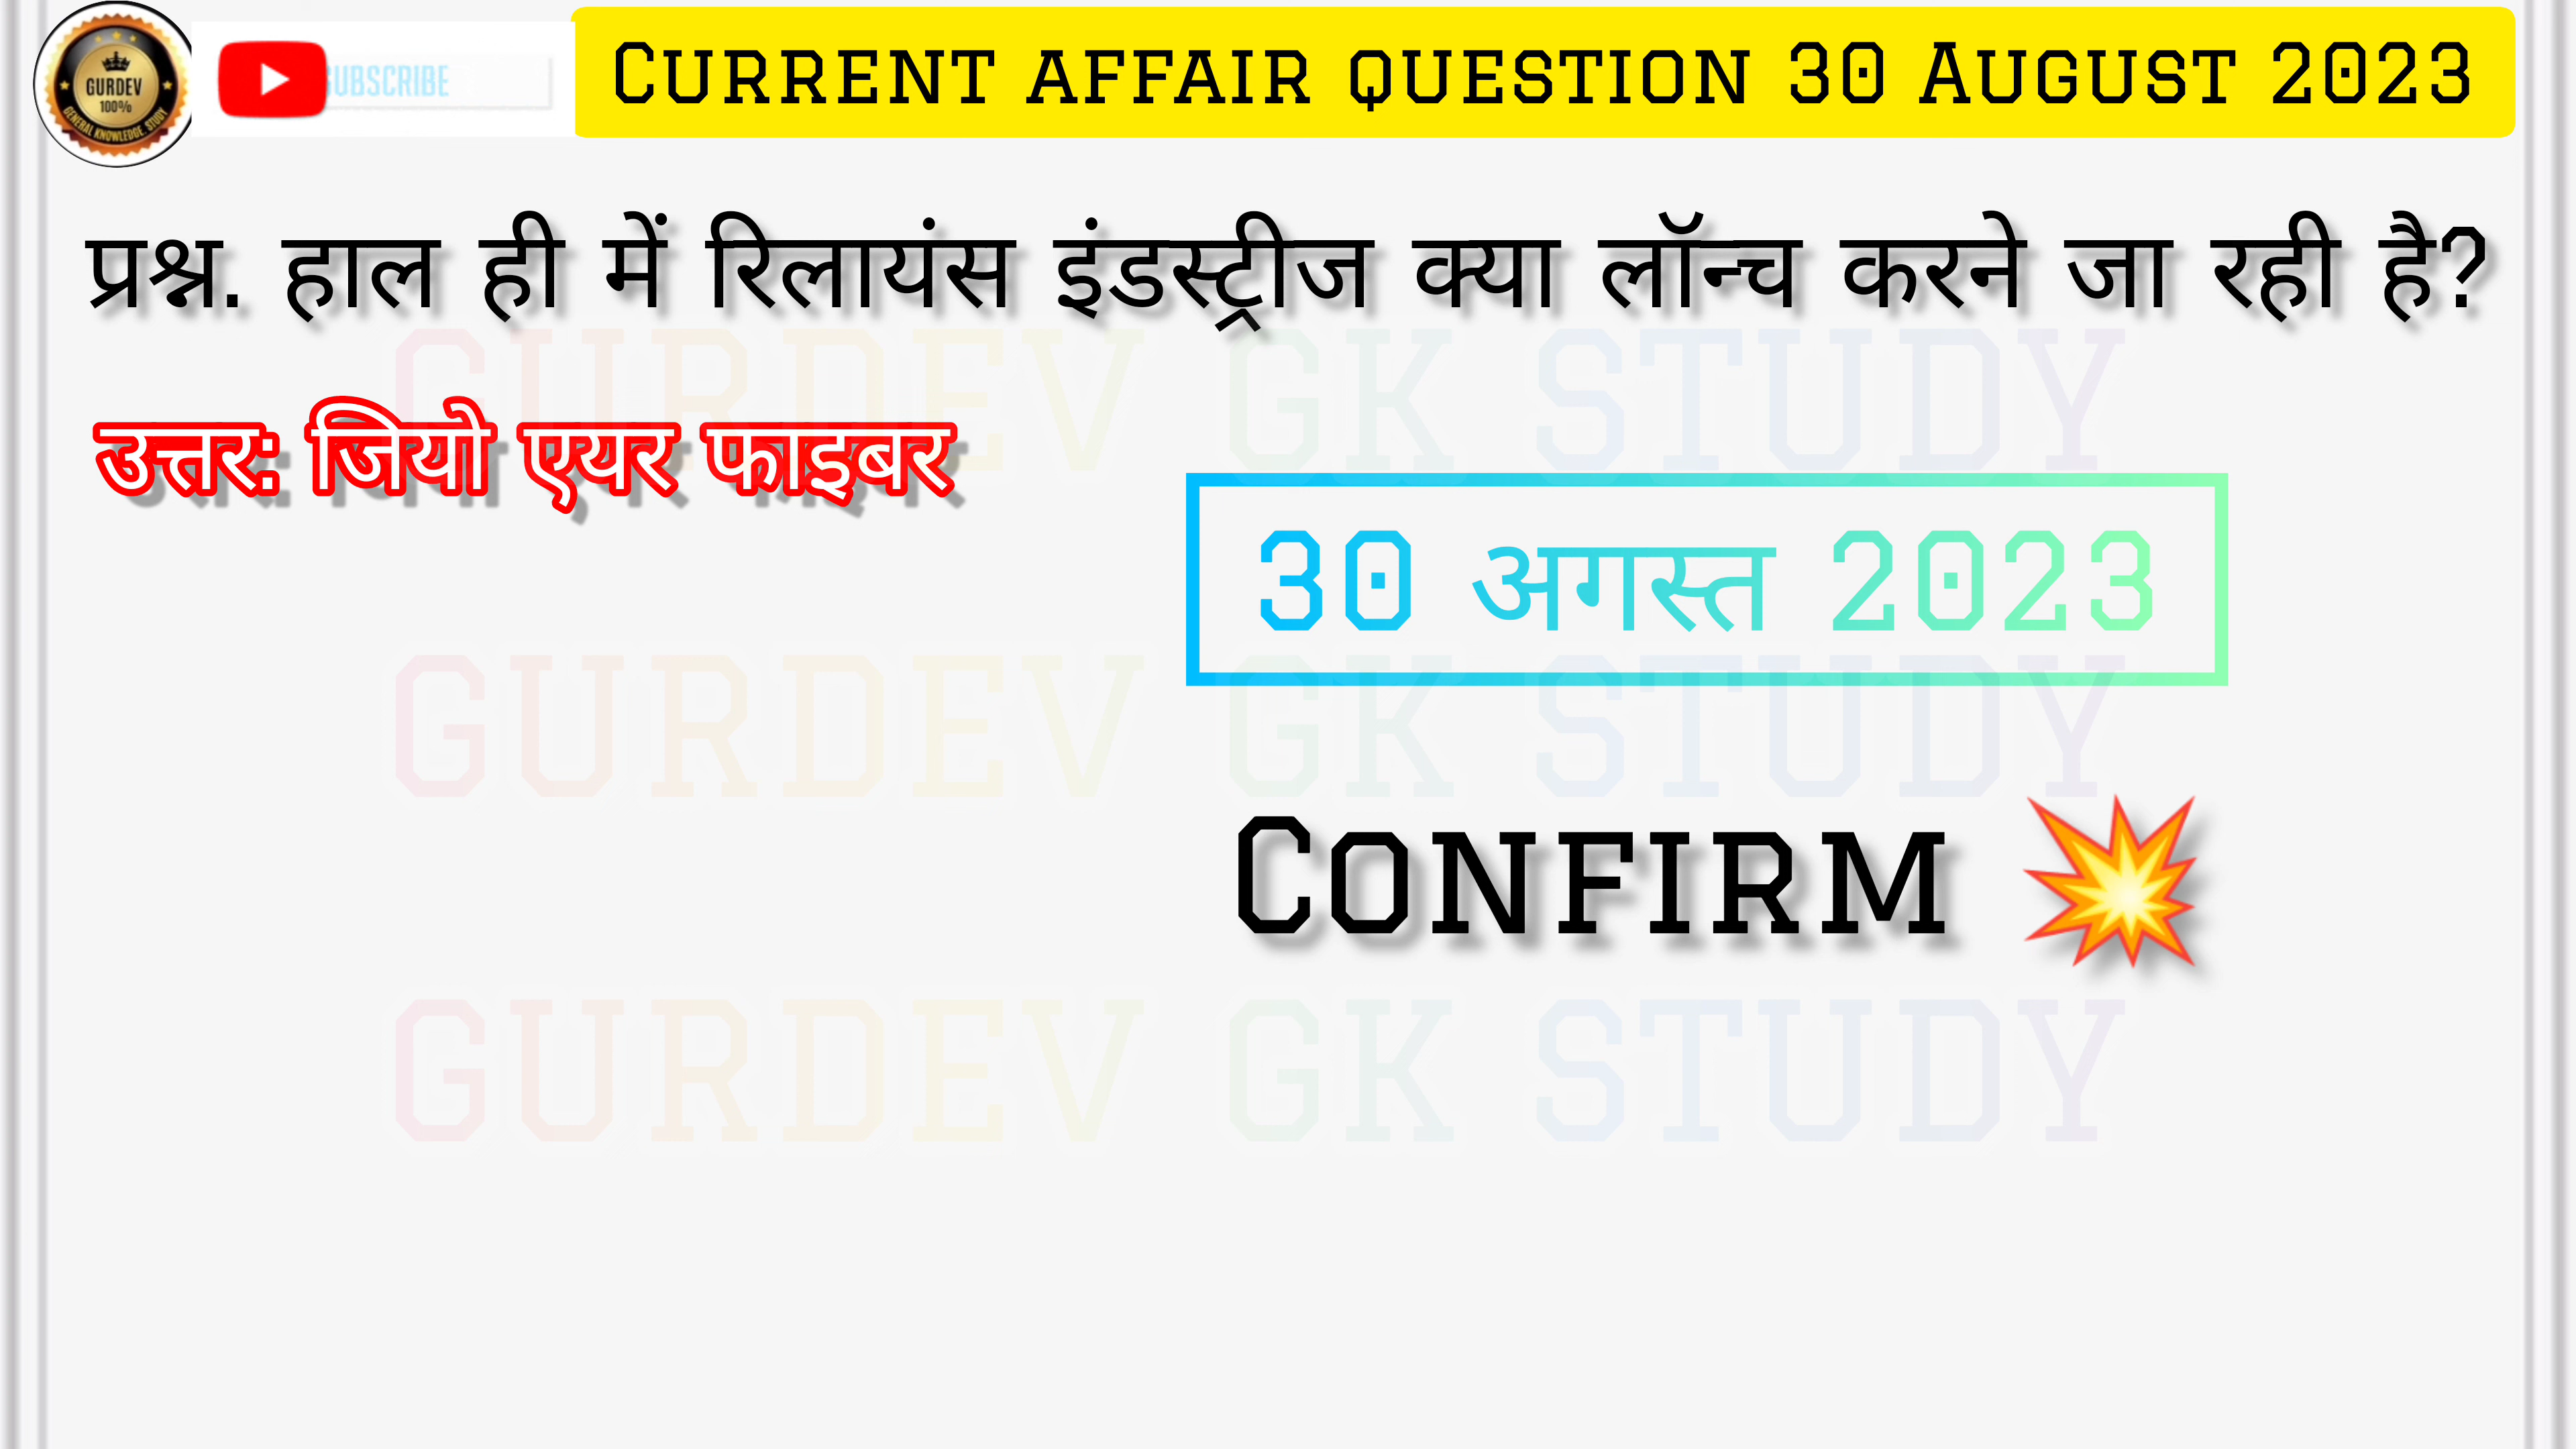 GURDEV
100%
GENERAL KNOWLEDGE. STUDY
SUBSCRIBE
Current affair question 30 August 2023
प्रश्न. हाल ही में रिलायंस इंडस्ट्रीज क्या लॉन्च करने जा रही है?
GURDEV GK STUDY
उत्तर: जियो एयर फाइबर
30 अगस्त 2023
GURDEV GK STUDY
Confirm 💥
GURDEV GK STUDY